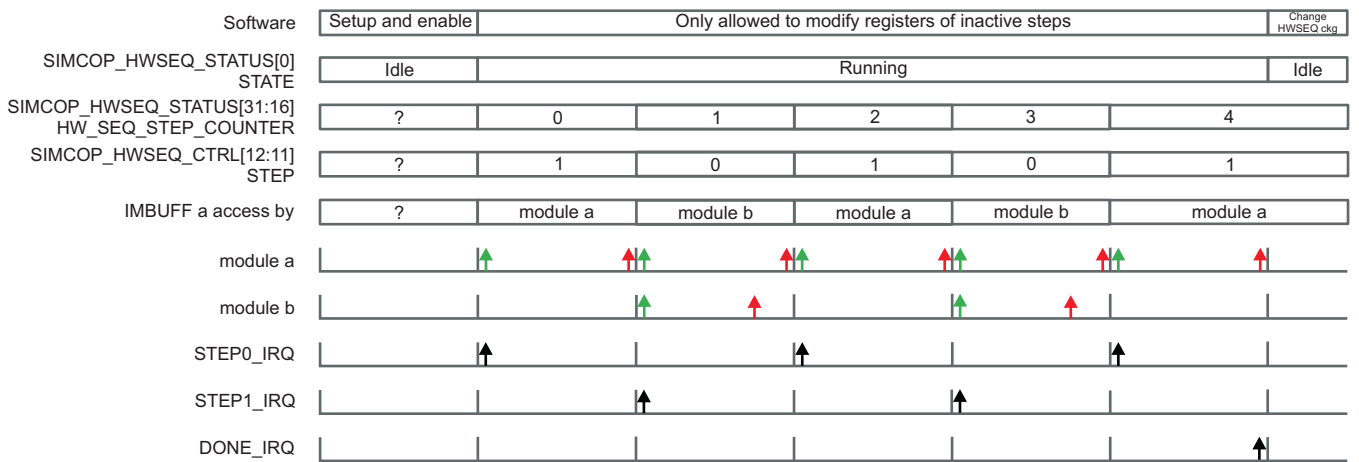 Software
Setup and enable
Only allowed to modify registers of inactive steps
Change
HWSEQ ckg
SIMCOP_HWSEQ_STATUS[0]
STATE
Idle
Running
Idle
SIMCOP_HWSEQ_STATUS[31:16]
HW_SEQ_STEP_COUNTER
?
0
1
2
3
4
SIMCOP_HWSEQ_CTRL[12:11]
STEP
?
1
0
1
0
1
IMBUFF a access by
?
module a
module b
module a
module b
module a
module a
module b
STEP0_IRQ
STEP1_IRQ
DONE_IRQ